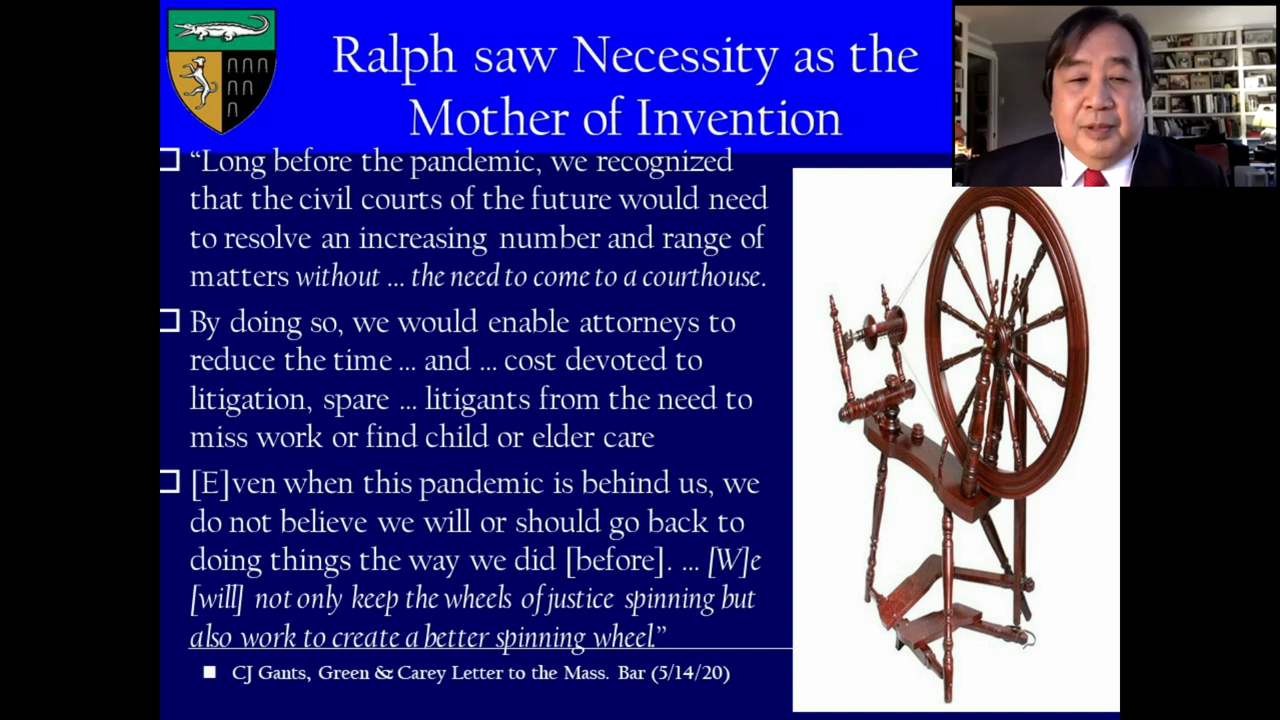 Ralph saw Necessity as the
Mother of Invention
“Long before the pandemic, we recognized
that the civil courts of the future would need
to resolve an increasing number and range of
matters without ... the need to come to a courthouse.
By doing so, we would enable attorneys to
reduce the time ... and ... cost devoted to
litigation, spare ... litigants from the need to
miss work or find child or elder care
[E]ven when this pandemic is behind us, we
do not believe we will or should go back to
doing things the way we did [before]. ... [W]e
[will] not only keep the wheels of justice spinning but
also work to create a better spinning wheel.”
CJ Gants, Green & Carey Letter to the Mass. Bar (5/14/20)